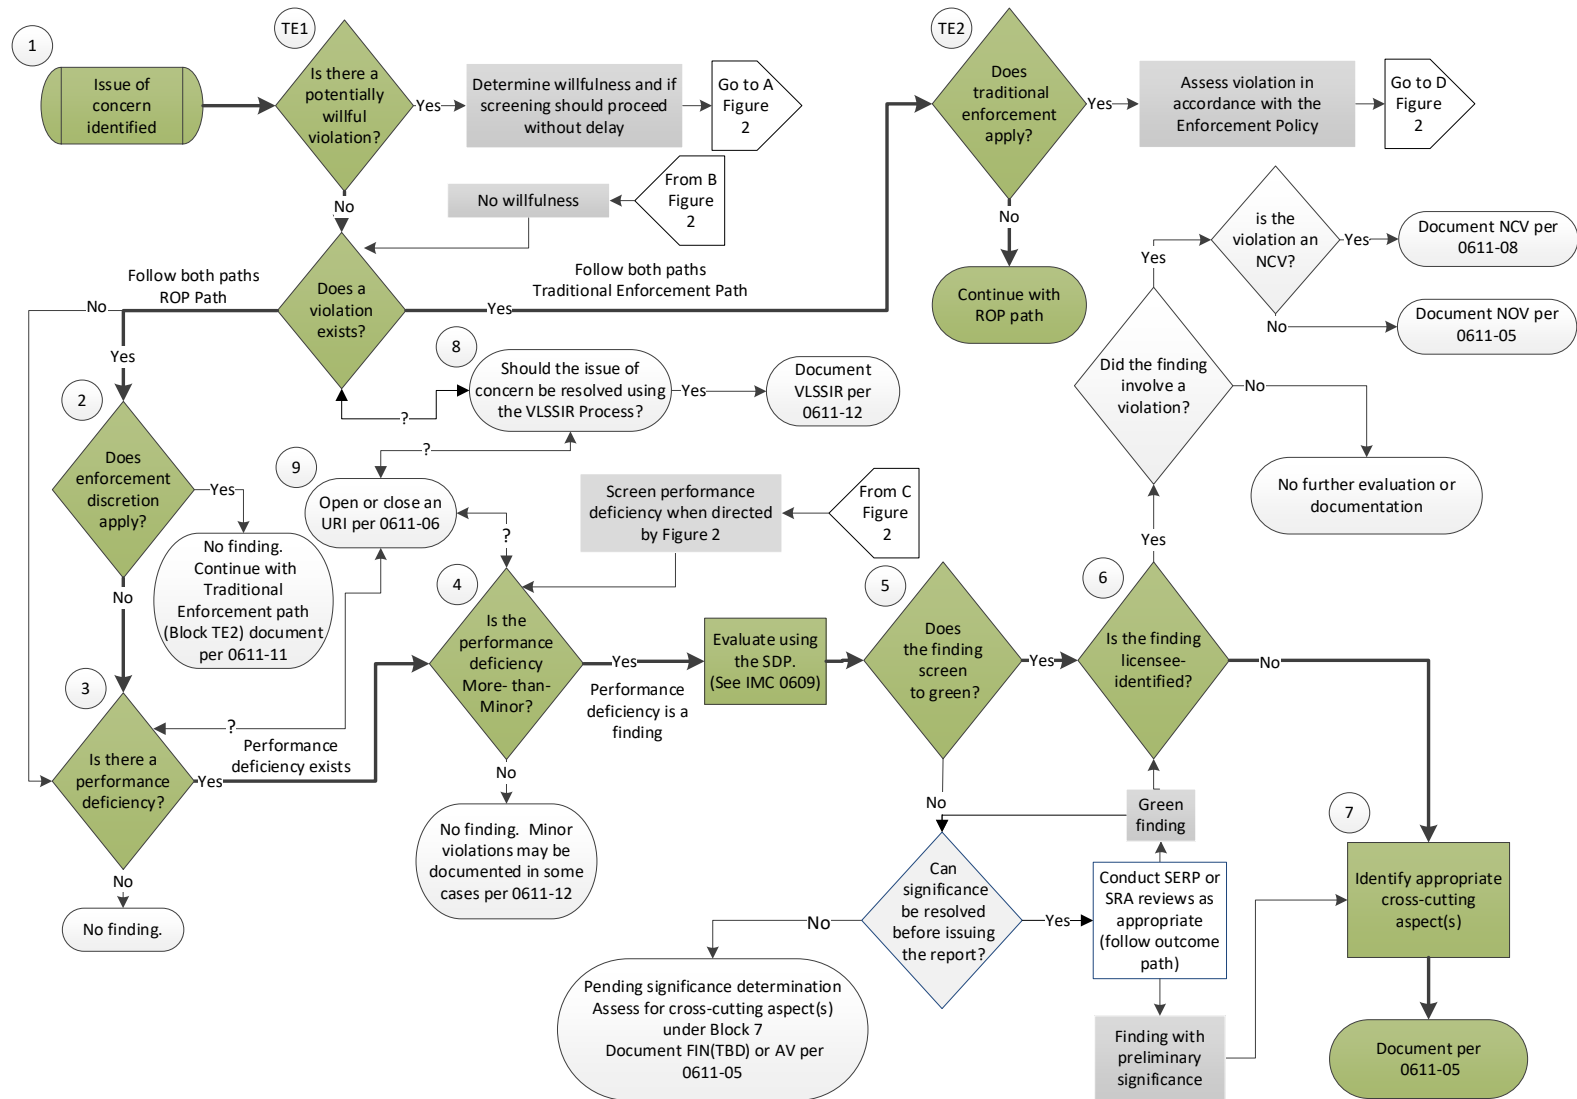 1
Issue of
concern
identified
TE1
Is there a
potentially
willful
violation?
Yes
Determine willfulness and if
screening should proceed
without delay
Go to A
Figure
2
No
No willfulness
From B
Figure
2
TE2
Does
traditional
enforcement
apply?
Yes
Assess violation in
accordance with the
Enforcement Policy
Go to D
Figure
2
No
Continue with
ROP path
Follow both paths
ROP Path
Does a
violation
exists?
Follow both paths
Traditional Enforcement Path
Yes
No
Yes
8
Should the issue of
concern be resolved using
the VLSSIR Process?
Yes
Document
VLSSIR per
0611-12
?
?
2
Does
enforcement
discretion
apply?
Yes
No finding.
Continue with
Traditional
Enforcement path
(Block TE2) document
per 0611-11
No
9
Open or close an
URI per 0611-06
?
?
Screen performance
deficiency when directed
by Figure 2
From C
Figure
2
3
Is there a
performance
deficiency?
Yes
Performance
deficiency exists
No
No finding.
4
Is the
performance
deficiency
More- than-
Minor?
Yes
Performance
deficiency is a
finding
No
No finding.  Minor
violations may be
documented in some
cases per 0611-12
Evaluate using
the SDP.
(See IMC 0609)
5
Does
the finding
screen
to green?
Yes
No
6
Is the finding
licensee-
identified?
Yes
No
Did the finding
involve a
violation?
Yes
No
is the
violation an
NCV?
Yes
Document NCV per
0611-08
No
Document NOV per
0611-05
No further evaluation or
documentation
Green
finding
Can
significance
be resolved
before issuing
the report?
No
Yes
Conduct SERP or
SRA reviews as
appropriate
(follow outcome
path)
Pending significance determination
Assess for cross-cutting aspect(s)
under Block 7
Document FIN(TBD) or AV per
0611-05
Finding with
preliminary
significance
7
Identify appropriate
cross-cutting
aspect(s)
Document per
0611-05